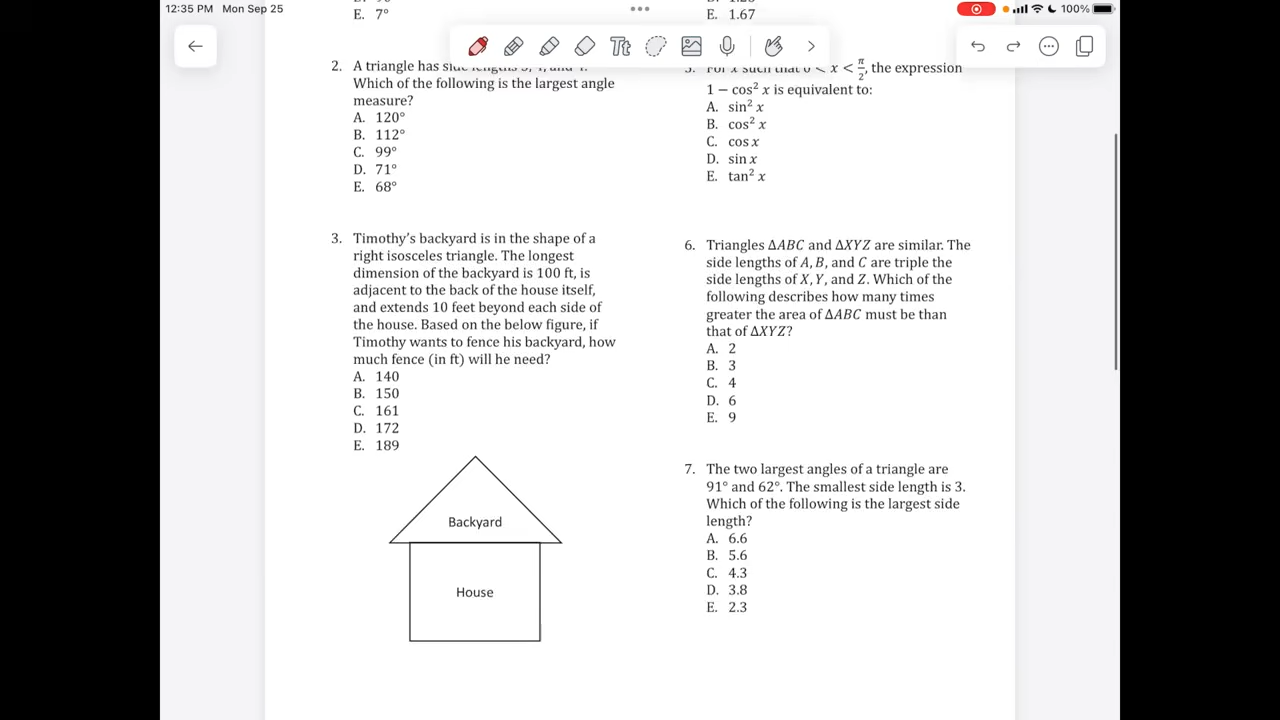 12:35 PM Mon Sep 25
100%
E. 7°
2. A triangle has side lengths
Which of the following is the largest angle
measure?
A. 120°
B. 112°
C. 99°
D. 71°
E. 68°
3. Timothy's backyard is in the shape of a
right isosceles triangle. The longest
dimension of the backyard is 100 ft, is
adjacent to the back of the house itself,
and extends 10 feet beyond each side of
the house. Based on the below figure, if
Timothy wants to fence his backyard, how
much fence (in ft) will he need?
A. 140
B. 150
C. 161
D. 172
E. 189
Backyard
House
E. 1.67
For x such that 0 < x < π/2, the expression
1 − cos² x is equivalent to:
A. sin² x
B. cos² x
C. cos x
D. sin x
E. tan² x
6. Triangles ΔABC and ΔXYZ are similar. The
side lengths of A, B, and C are triple the
side lengths of X, Y, and Z. Which of the
following describes how many times
greater the area of ΔABC must be than
that of ΔXYZ?
A. 2
B. 3
C. 4
D. 6
E. 9
7. The two largest angles of a triangle are
91° and 62°. The smallest side length is 3.
Which of the following is the largest side
length?
A. 6.6
B. 5.6
C. 4.3
D. 3.8
E. 2.3